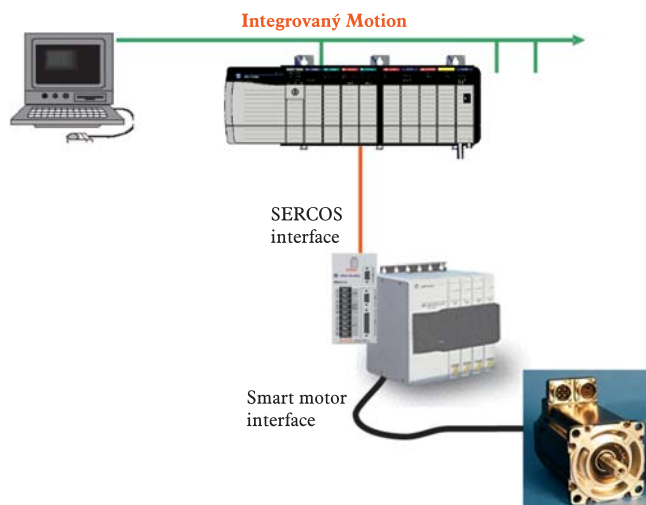 Integrovaný Motion
SERCOS
interface
Smart motor
interface